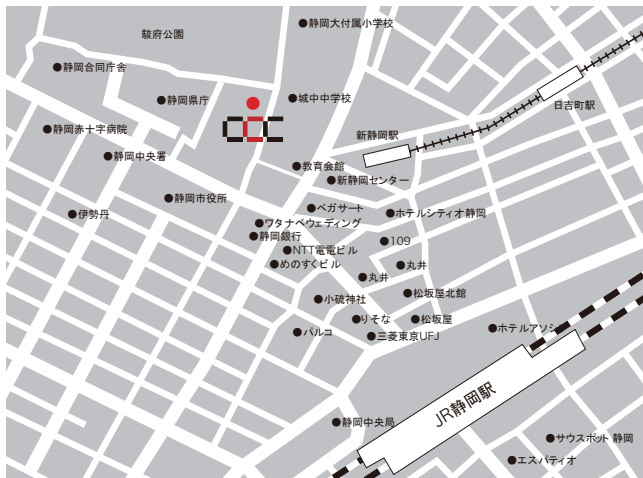 静岡大付属小学校
駿府公園
静岡合同庁舎
静岡県庁
城中中学校
日吉町駅
静岡赤十字病院
新静岡駅
静岡中央署
教育会館
新静岡センター
静岡市役所
伊勢丹
ベガサート
ホテルシティオ静岡
ワタナベウェディング
静岡銀行
109
NTT電電ビル
めのすくビル
丸井
丸井
小硫神社
松坂屋北館
りそな
松坂屋
パルコ
三菱東京UFJ
ホテルアソシ
JR静岡駅
静岡中央局
サウスポット 静岡
エスパティオ